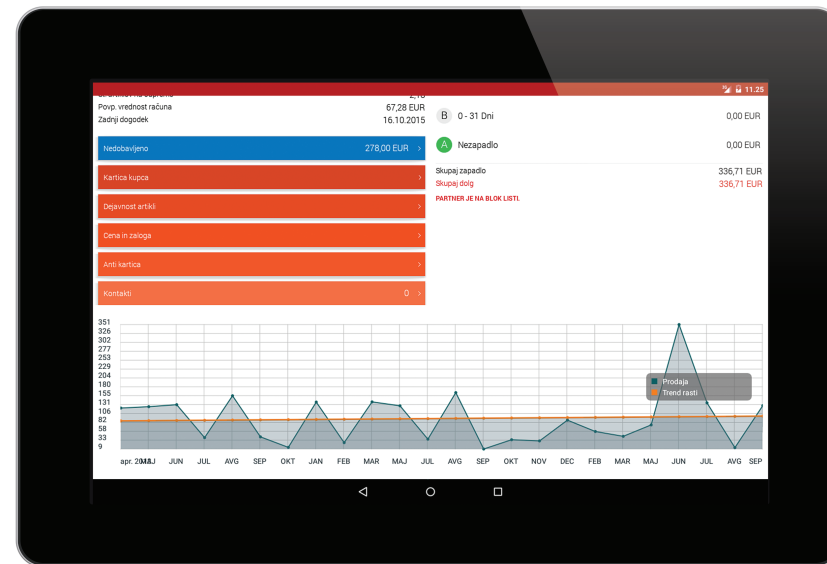 11.25
Povp. vrednost računa 67,28 EUR
Zadnji dogodek 16.10.2015
Nedobavljeno 278,00 EUR
Kartica kupca
Dejavnost artikli
Cena in zaloga
Anti kartica
Kontakti 0
B 0 - 31 Dni 0,00 EUR
A Nezapadlo 0,00 EUR
Skupaj zapadlo 336,71 EUR
Skupaj dolg 336,71 EUR
PARTNER JE NA BLOK LISTI.
351
326
302
277
253
229
204
180
155
131
106
82
58
33
9
Prodaja
Trend rasti
apr. MAJ JUN JUL AVG SEP OKT JAN FEB MAR MAJ JUL AVG SEP OKT NOV DEC FEB MAR MAJ JUN JUL AVG SEP